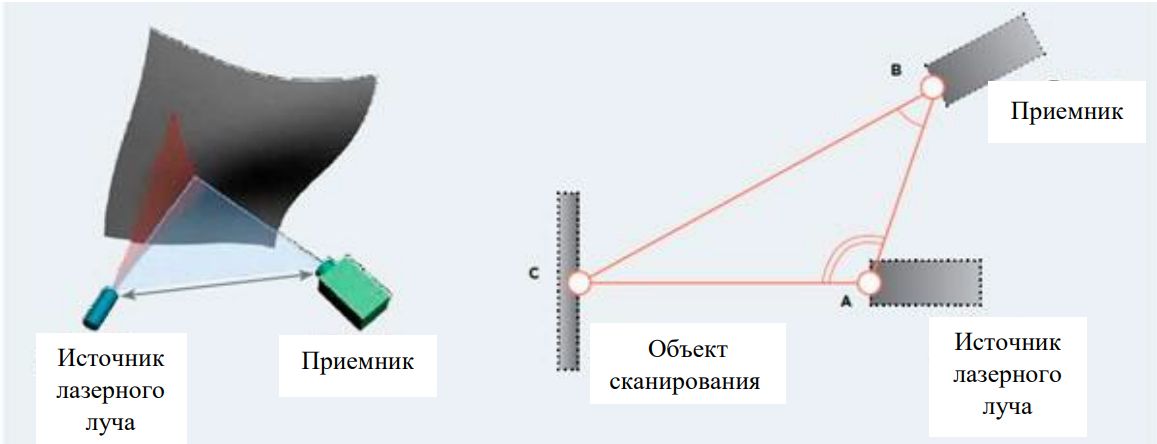 Источник
лазерного
луча
Приемник
B
Приемник
C
A
Объект
сканирования
Источник
лазерного
луча